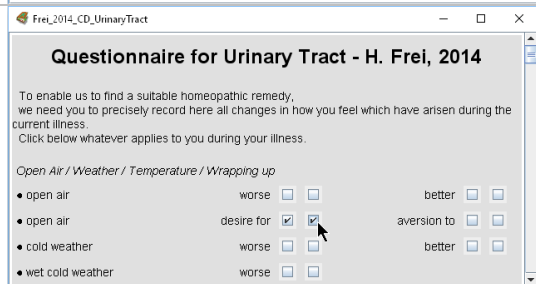 Frei_2014_CD_UrinaryTract
Questionnaire for Urinary Tract - H. Frei, 2014
To enable us to find a suitable homeopathic remedy,
we need you to precisely record here all changes in how you feel which have arisen during the
current illness.
Click below whatever applies to you during your illness.
Open Air / Weather / Temperature / Wrapping up
• open air worse better
• open air desire for aversion to
• cold weather worse better
• wet cold weather worse